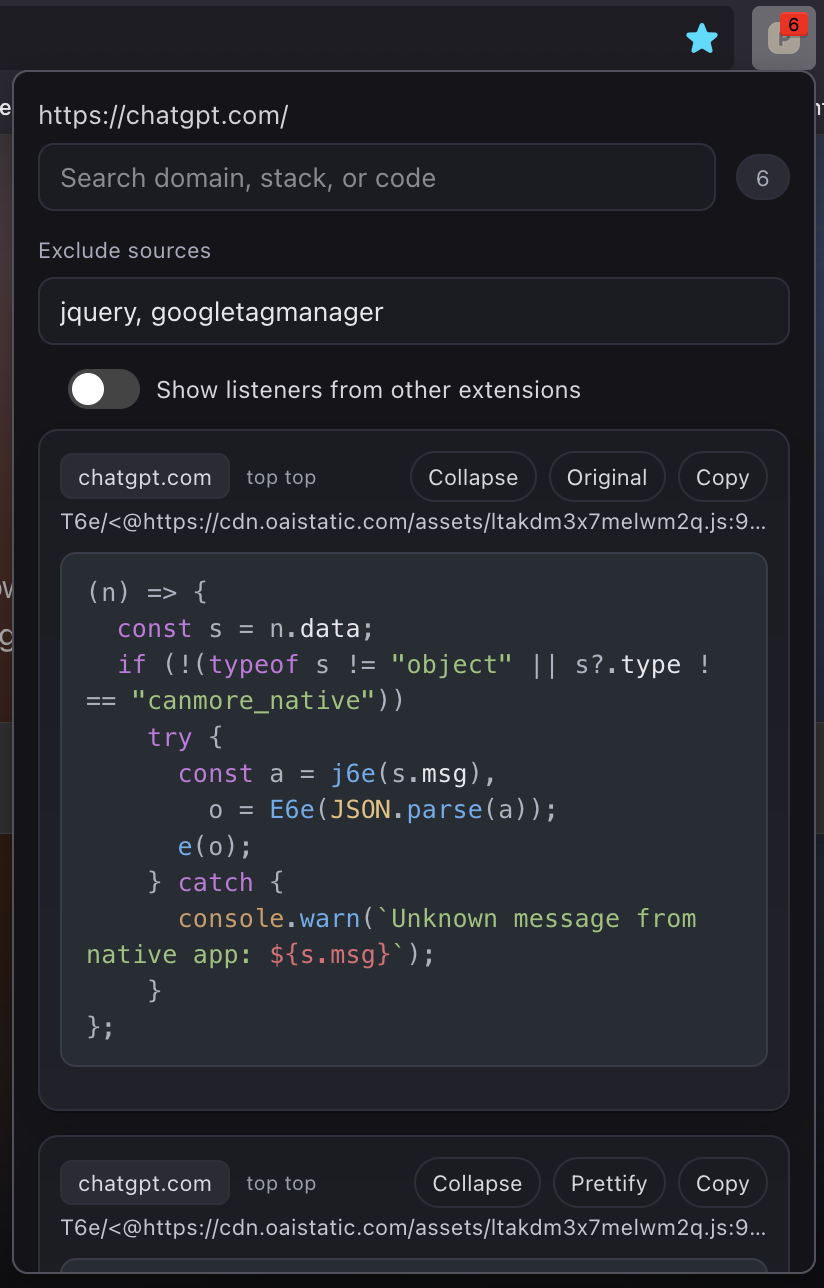 6
https://chatgpt.com/
Search domain, stack, or code
6
Exclude sources
jquery, googletagmanager
Show listeners from other extensions
chatgpt.com top top Collapse Original Copy
T6e/<@https://cdn.oaistatic.com/assets/ltakdm3x7melwm2q.js:9...
(n) => {
const s = n.data;
if (!(typeof s != "object" || s?.type !
== "canmore_native"))
try {
const a = j6e(s.msg),
o = E6e(JSON.parse(a));
e(o);
} catch {
console.warn(`Unknown message from
native app: ${s.msg}`);
}
};
chatgpt.com top top Collapse Prettify Copy
T6e/<@https://cdn.oaistatic.com/assets/ltakdm3x7melwm2q.js:9...